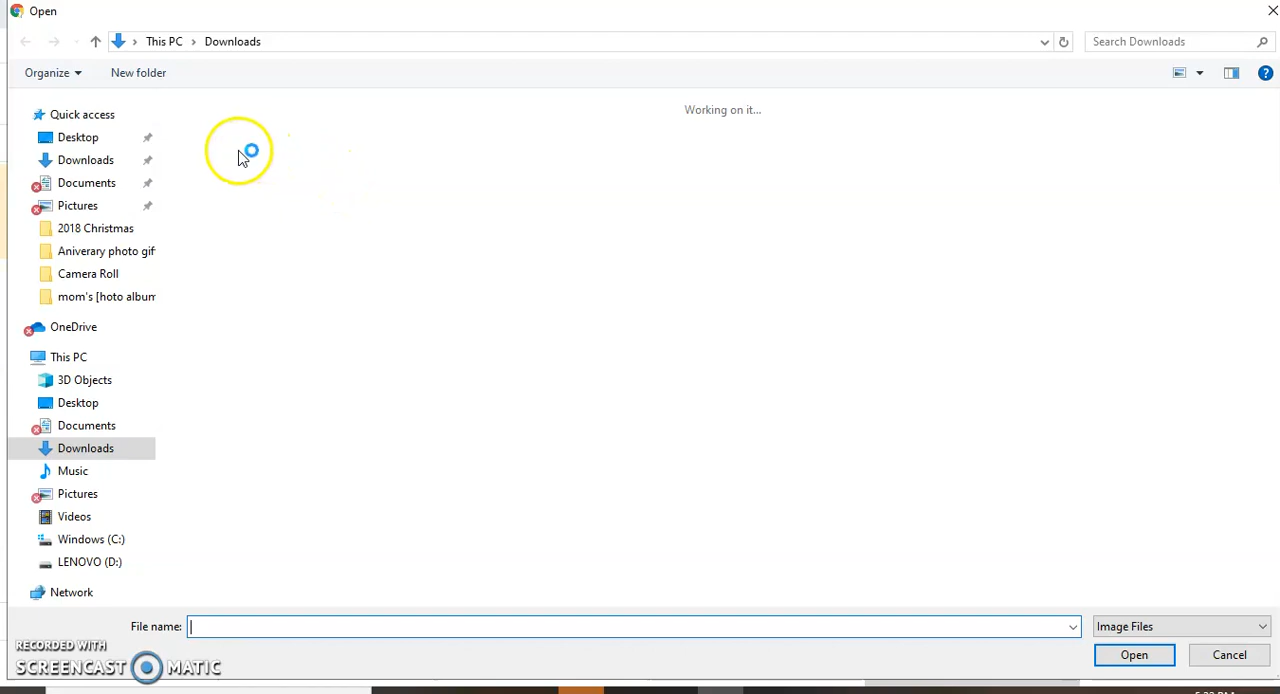 Open
This PC > Downloads
Search Downloads
Organize
New folder
Working on it...
Quick access
Desktop
Downloads
Documents
Pictures
2018 Christmas
Aniverary photo gif
Camera Roll
mom's [hoto album
OneDrive
This PC
3D Objects
Desktop
Documents
Downloads
Music
Pictures
Videos
Windows (C:)
LENOVO (D:)
Network
File name:
Image Files
Open
Cancel
RECORDED WITH
SCREENCAST MATIC